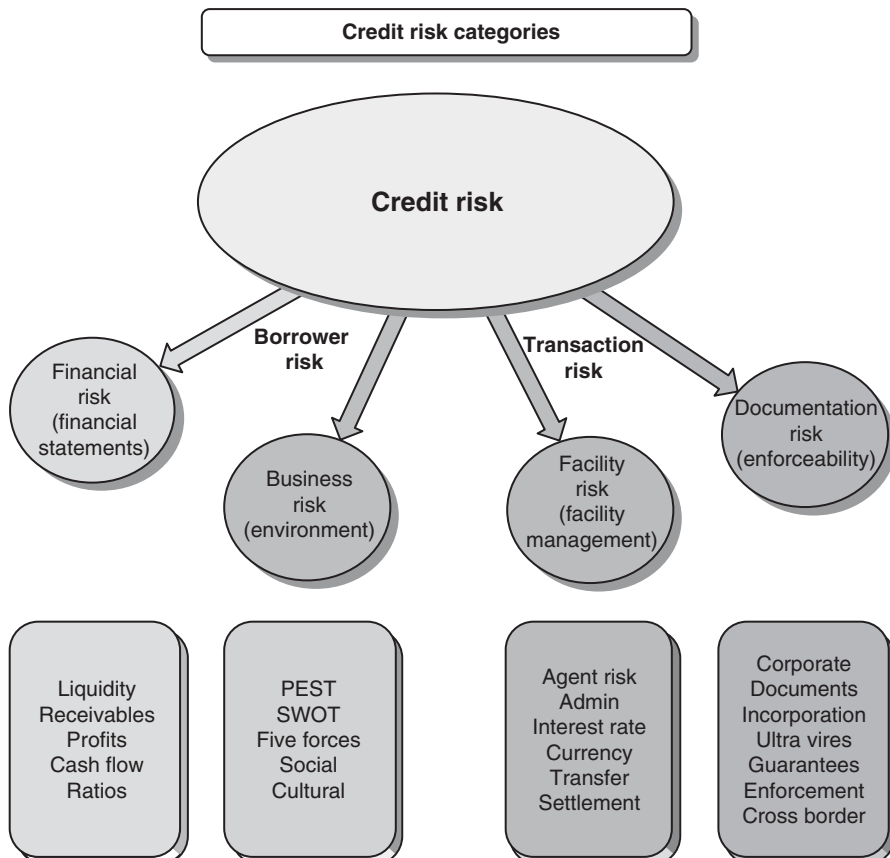 Credit risk categories
Credit risk
Borrower
risk
Transaction
risk
Financial
risk
(financial
statements)
Business
risk
(environment)
Facility
risk
(facility
management)
Documentation
risk
(enforceability)
Liquidity
Receivables
Profits
Cash flow
Ratios
PEST
SWOT
Five forces
Social
Cultural
Agent risk
Admin
Interest rate
Currency
Transfer
Settlement
Corporate
Documents
Incorporation
Ultra vires
Guarantees
Enforcement
Cross border